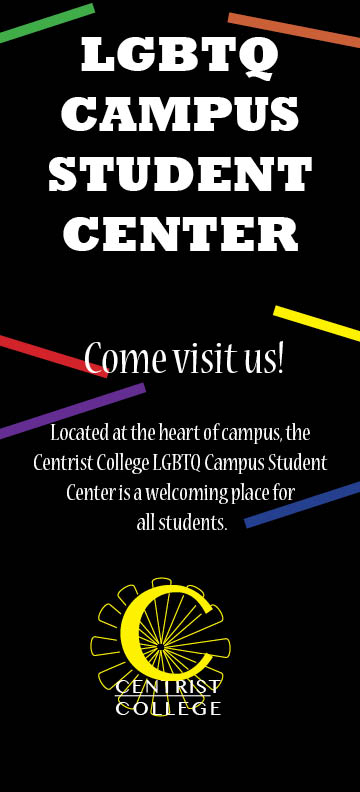 LGBTQ
CAMPUS
STUDENT
CENTER
Come visit us!
Located at the heart of campus, the
Centrist College LGBTQ Campus Student
Center is a welcoming place for
all students.
C
CENTRIST
COLLEGE